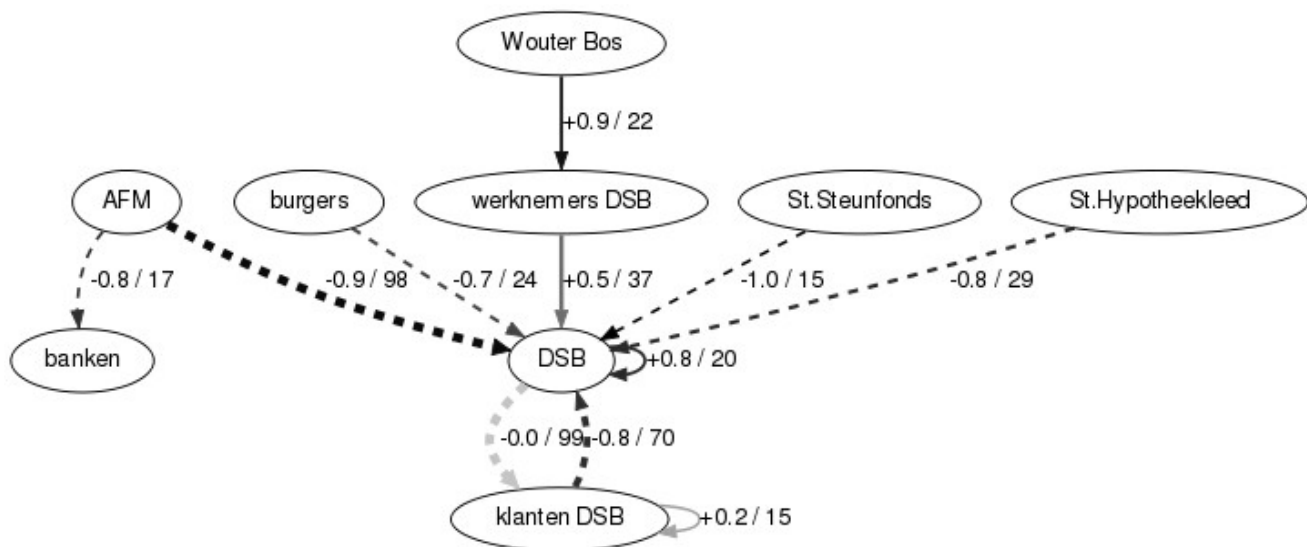 Wouter Bos
+0.9 / 22
AFM
burgers
werknemers DSB
St.Steunfonds
St.Hypotheekleed
-0.8 / 17
-0.9 / 98
-0.7 / 24
+0.5 / 37
-1.0 / 15
-0.8 / 29
banken
DSB
+0.8 / 20
-0.0 / 99
-0.8 / 70
klanten DSB
+0.2 / 15